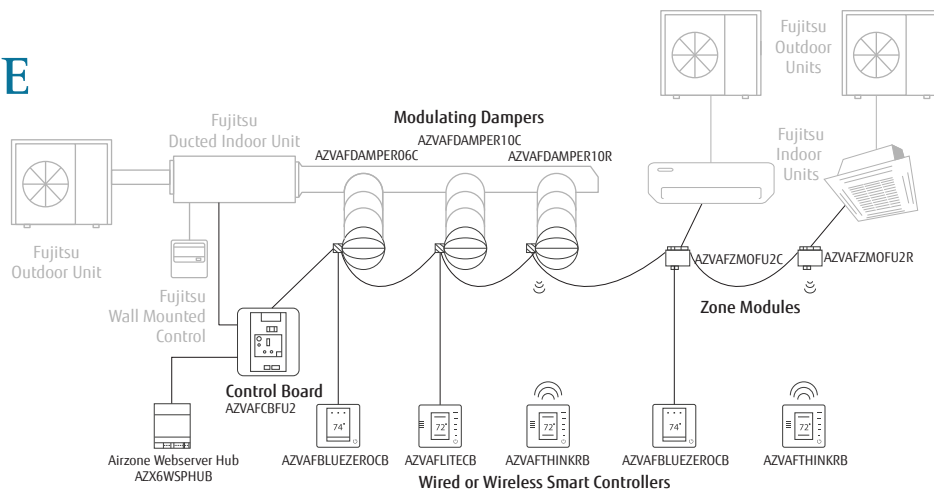 E
Fujitsu
Outdoor
Units
Modulating Dampers
Fujitsu
Ducted Indoor Unit
AZVAFDAMPER10C
AZVAFDAMPER06C
AZVAFDAMPER10R
Fujitsu
Indoor
Units
Fujitsu
Outdoor Unit
AZVAFZMOFU2C
AZVAFZMOFU2R
Fujitsu
Wall Mounted
Control
Zone Modules
Control Board
AZVAFCBFU2
74°
72°
72°
74°
72°
Airzone Webserver Hub
AZX6WSPHUB
AZVAFBLUEZEROCB
AZVAFLITECB
AZVAFTHINKRB
AZVAFBLUEZEROCB
AZVAFTHINKRB
Wired or Wireless Smart Controllers